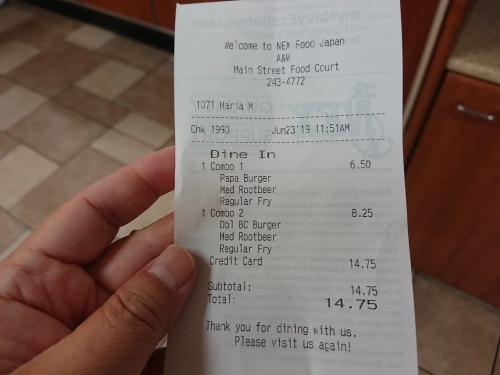 Welcome to NEX Food Japan
A&W
Main Street Food Court
243-4772
1071 Maria M
Chk 1990 Jun23'19 11:51AM
Dine In
1 Combo 1 6.50
Papa Burger
Med Rootbeer
Regular Fry
1 Combo 2 8.25
Dbl BC Burger
Med Rootbeer
Regular Fry
Credit Card 14.75
Subtotal: 14.75
Total: 14.75
Thank you for dining with us.
Please visit us again!